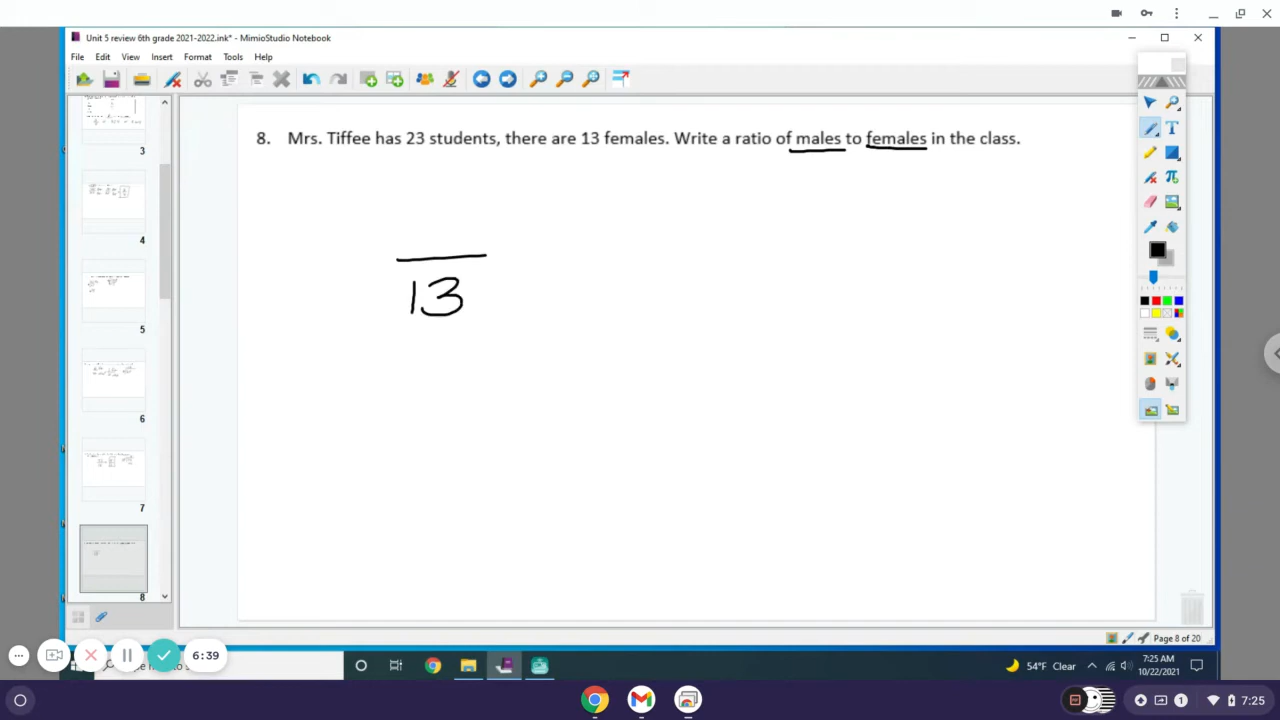 Unit 5 review 6th grade 2021-2022.ink* - MimioStudio Notebook
File Edit View Insert Format Tools Help
3
4
5
6
7
8
8. Mrs. Tiffee has 23 students, there are 13 females. Write a ratio of males to females in the class.
13
Page 8 of 20
6:39
54°F Clear
7:25 AM
10/22/2021
1
7:25